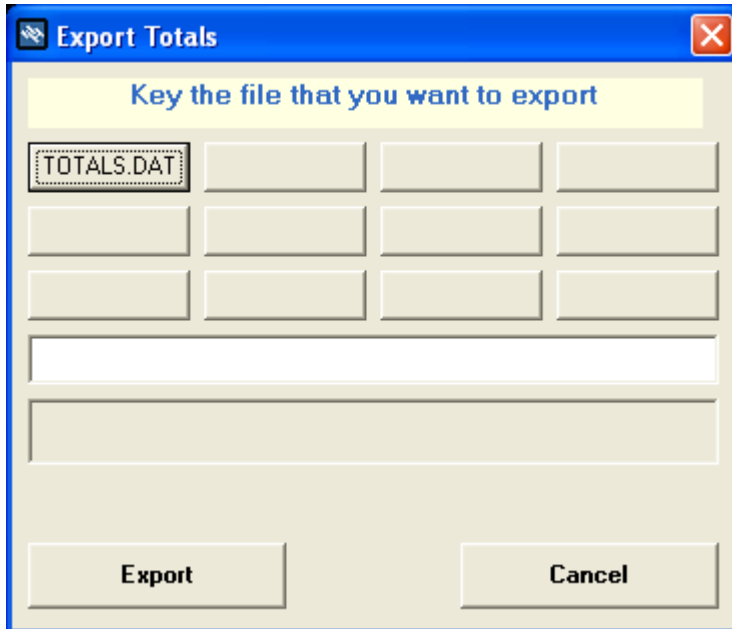 Export Totals
Key the file that you want to export
TOTALS.DAT
Export
Cancel